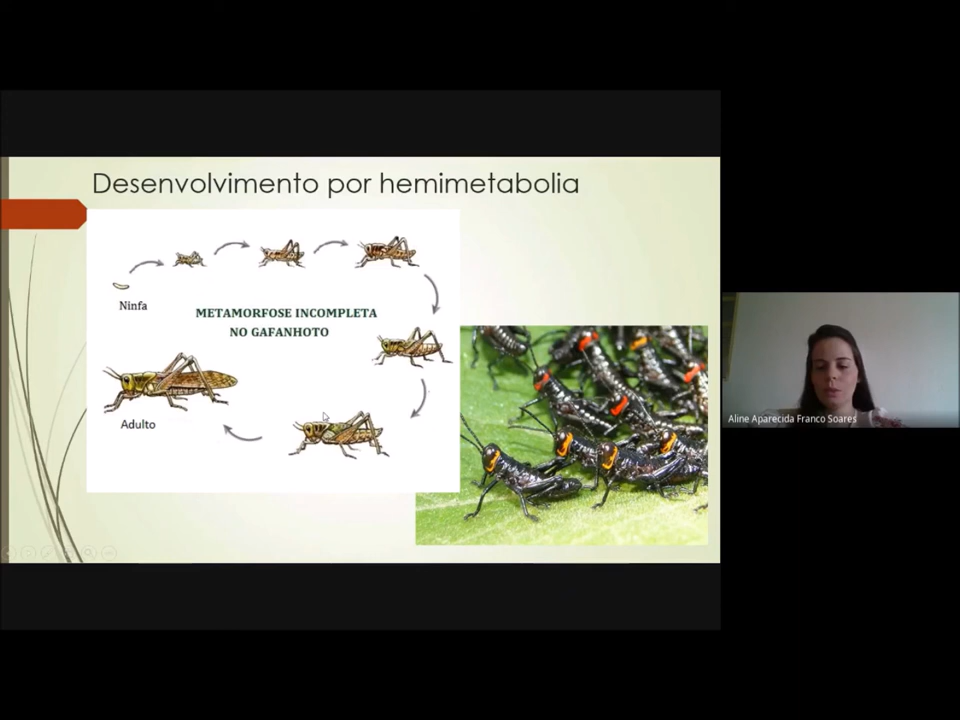 Desenvolvimento por hemimetabolia
Ninfa
METAMORFOSE INCOMPLETA
NO GAFANHOTO
Adulto
Aline Aparecida Franco Soares